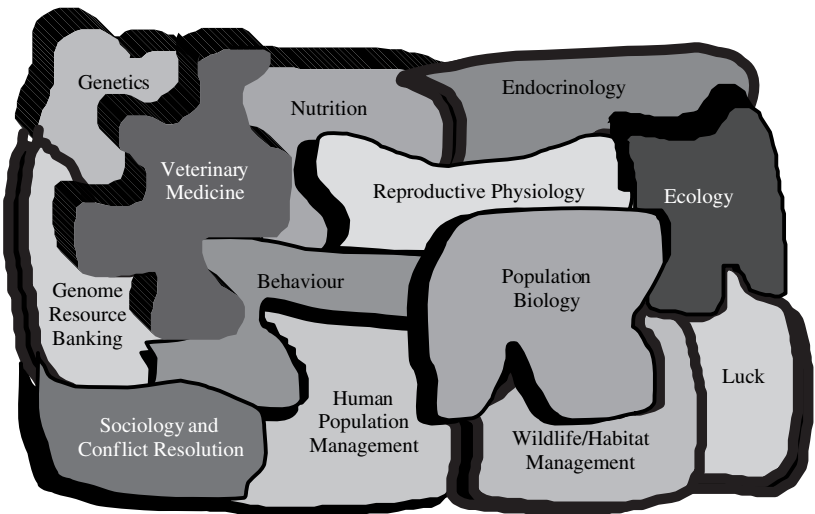 Genetics
Nutrition
Endocrinology
Veterinary
Medicine
Reproductive Physiology
Ecology
Genome
Resource
Banking
Behaviour
Population
Biology
Luck
Human
Population
Management
Sociology and
Conflict Resolution
Wildlife/Habitat
Management